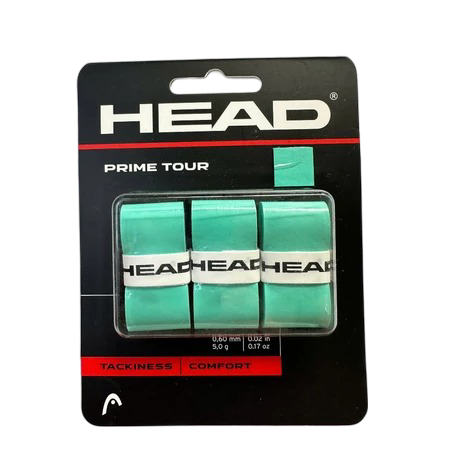 HEAD®
PRIME TOUR
HEAD HEAD HEAD
0,60 mm | 0.02 in
5,0 g | 0.17 oz
TACKINESS | COMFORT